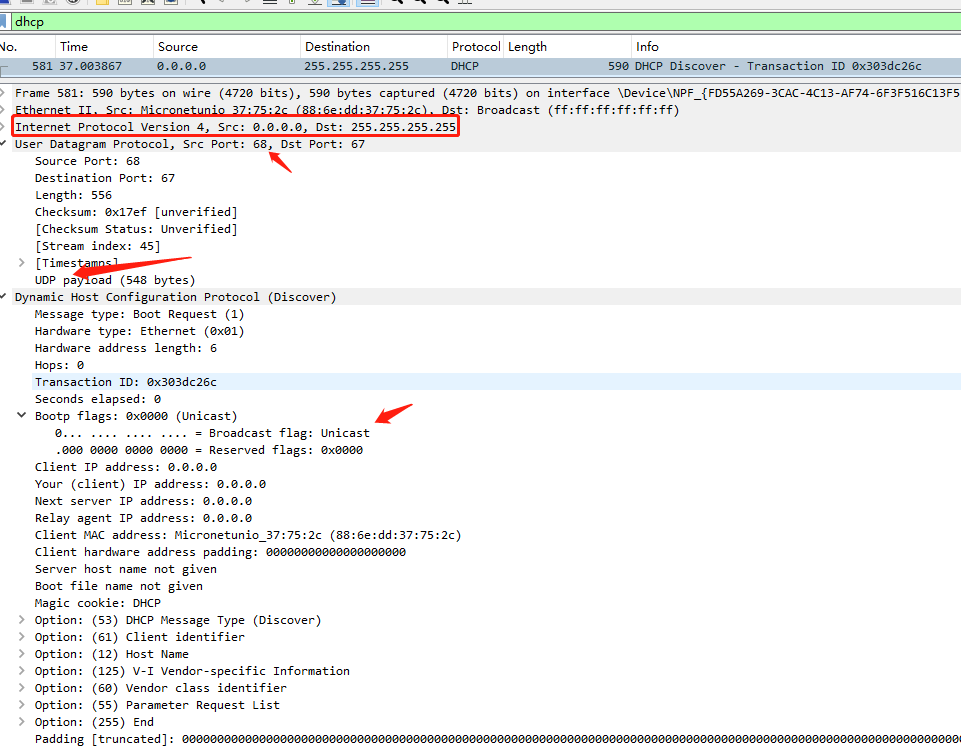 dhcp
No. Time Source Destination Protocol Length Info
581 37.003867 0.0.0.0 255.255.255.255 DHCP 590 DHCP Discover - Transaction ID 0x303dc26c
Frame 581: 590 bytes on wire (4720 bits), 590 bytes captured (4720 bits) on interface \Device\NPF_{FD55A269-3CAC-4C13-AF74-6F3F516C13F5
Ethernet II, Src: Micronetunio_37:75:2c (88:6e:dd:37:75:2c), Dst: Broadcast (ff:ff:ff:ff:ff:ff)
Internet Protocol Version 4, Src: 0.0.0.0, Dst: 255.255.255.255
User Datagram Protocol, Src Port: 68, Dst Port: 67
Source Port: 68
Destination Port: 67
Length: 556
Checksum: 0x17ef [unverified]
[Checksum Status: Unverified]
[Stream index: 45]
[Timestamps]
UDP payload (548 bytes)
Dynamic Host Configuration Protocol (Discover)
Message type: Boot Request (1)
Hardware type: Ethernet (0x01)
Hardware address length: 6
Hops: 0
Transaction ID: 0x303dc26c
Seconds elapsed: 0
Bootp flags: 0x0000 (Unicast)
0... .... .... .... = Broadcast flag: Unicast
.000 0000 0000 0000 = Reserved flags: 0x0000
Client IP address: 0.0.0.0
Your (client) IP address: 0.0.0.0
Next server IP address: 0.0.0.0
Relay agent IP address: 0.0.0.0
Client MAC address: Micronetunio_37:75:2c (88:6e:dd:37:75:2c)
Client hardware address padding: 00000000000000000000
Server host name not given
Boot file name not given
Magic cookie: DHCP
Option: (53) DHCP Message Type (Discover)
Option: (61) Client identifier
Option: (12) Host Name
Option: (125) V-I Vendor-specific Information
Option: (60) Vendor class identifier
Option: (55) Parameter Request List
Option: (255) End
Padding [truncated]: 000000000000000000000000000000000000000000000000000000000000000000000000000000000000000000000000000000000000000